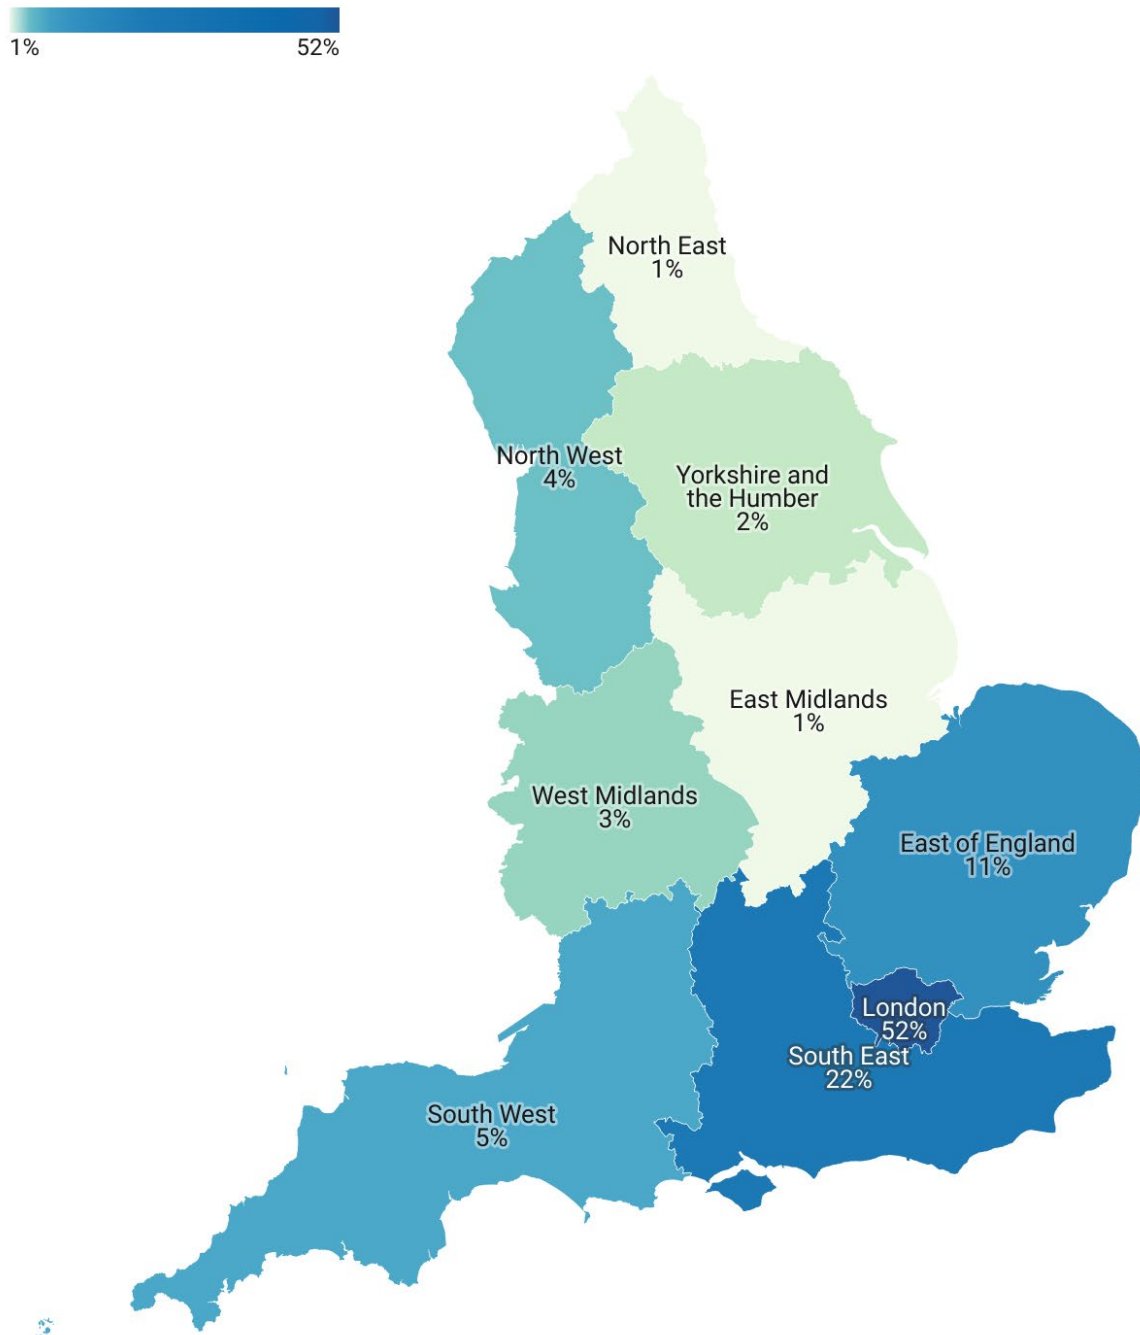 1% 52%
North East
1%
North West
4%
Yorkshire and
the Humber
2%
East Midlands
1%
West Midlands
3%
East of England
11%
London
52%
South East
22%
South West
5%